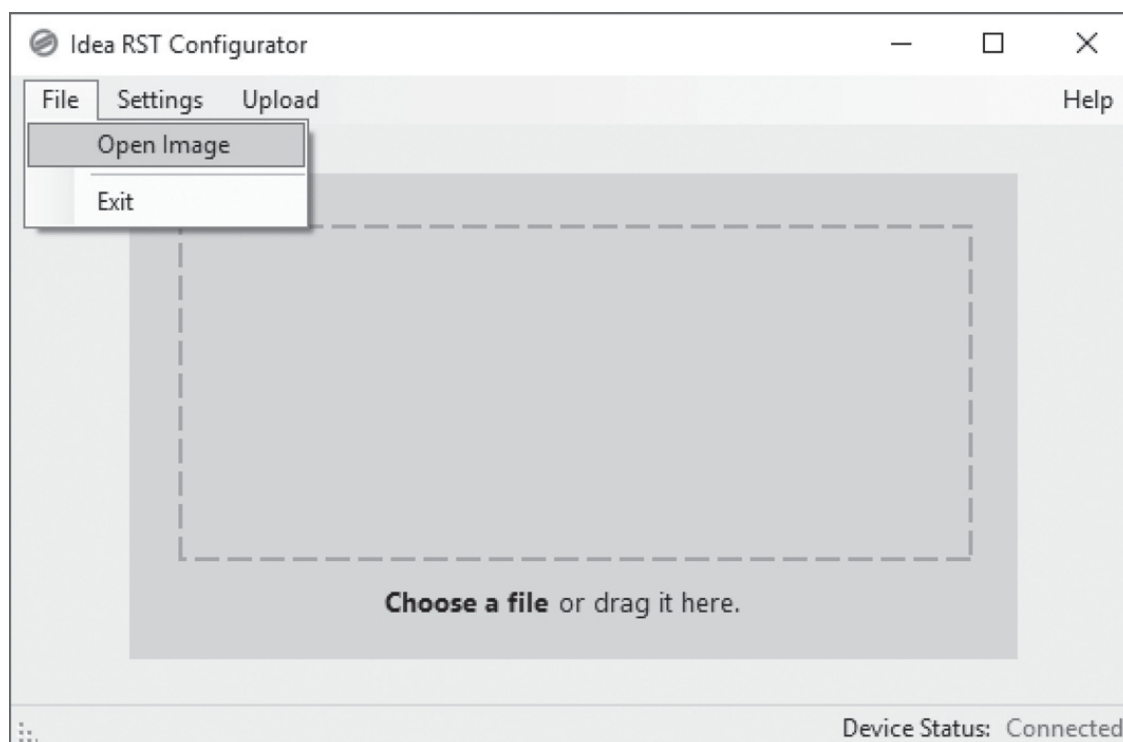 Idea RST Configurator
File Settings Upload Help
Open Image
Exit
Choose a file or drag it here.
Device Status: Connected